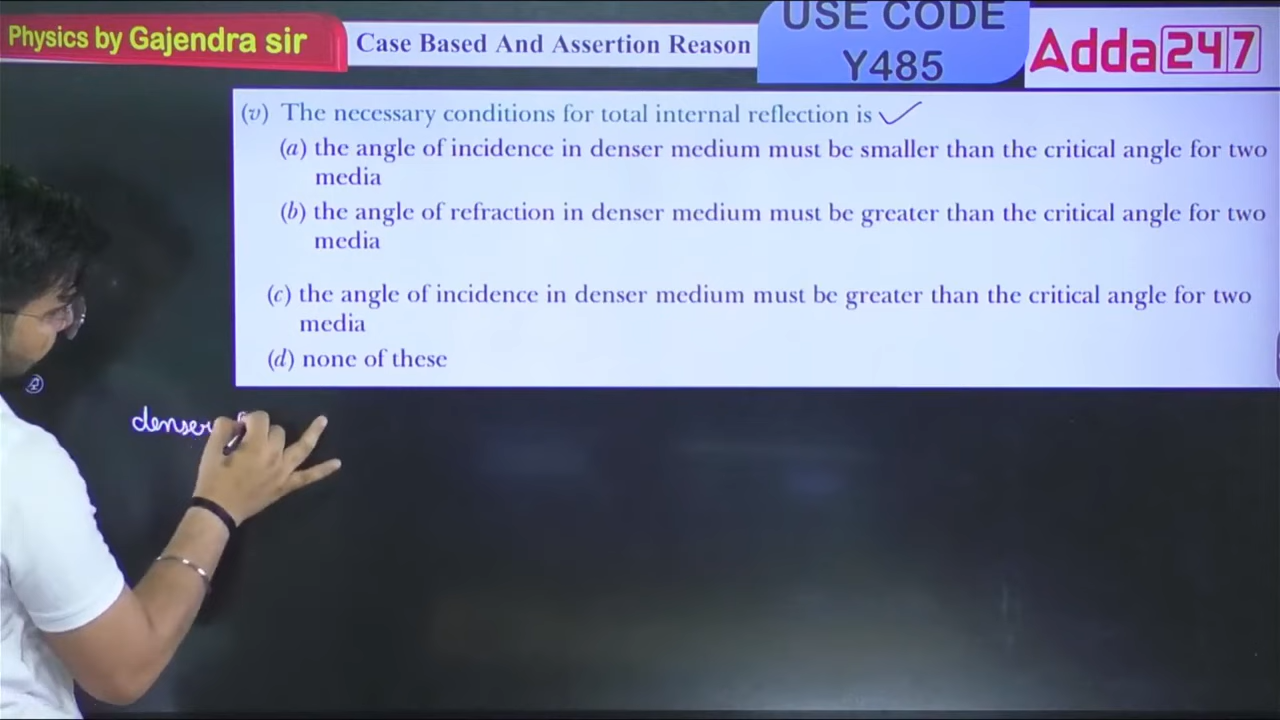 Physics by Gajendra sir
Case Based And Assertion Reason
USE CODE
Y485
Adda247
(v) The necessary conditions for total internal reflection is
(a) the angle of incidence in denser medium must be smaller than the critical angle for two
media
(b) the angle of refraction in denser medium must be greater than the critical angle for two
media
(c) the angle of incidence in denser medium must be greater than the critical angle for two
media
(d) none of these
denser